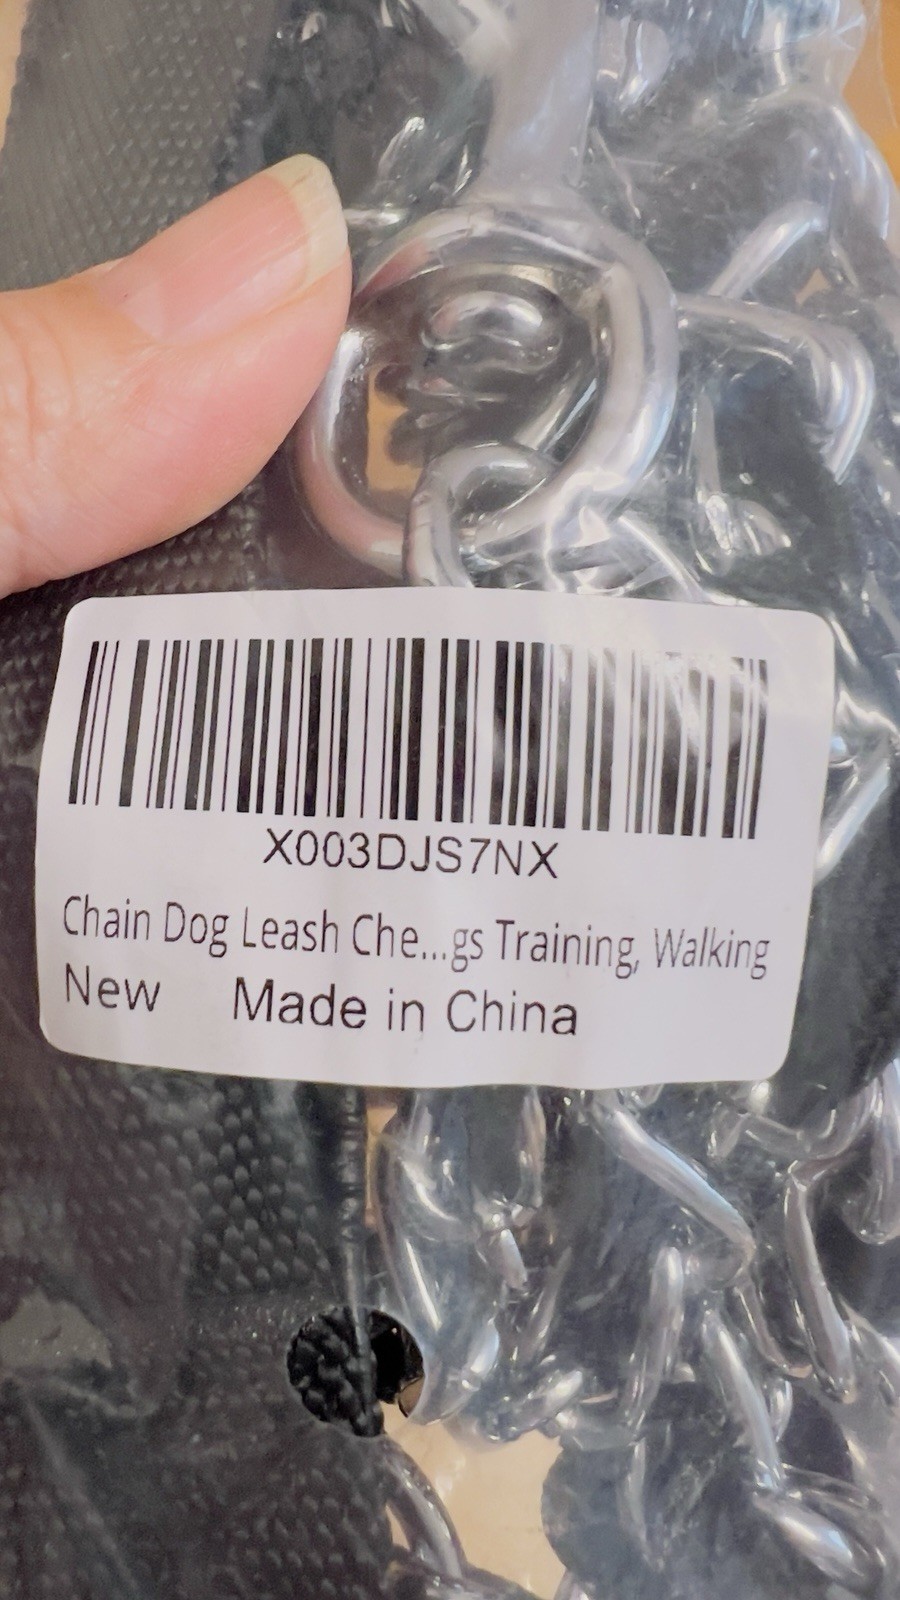 X003DJS7NX
Chain Dog Leash Che...gs Training, Walking
New Made in China